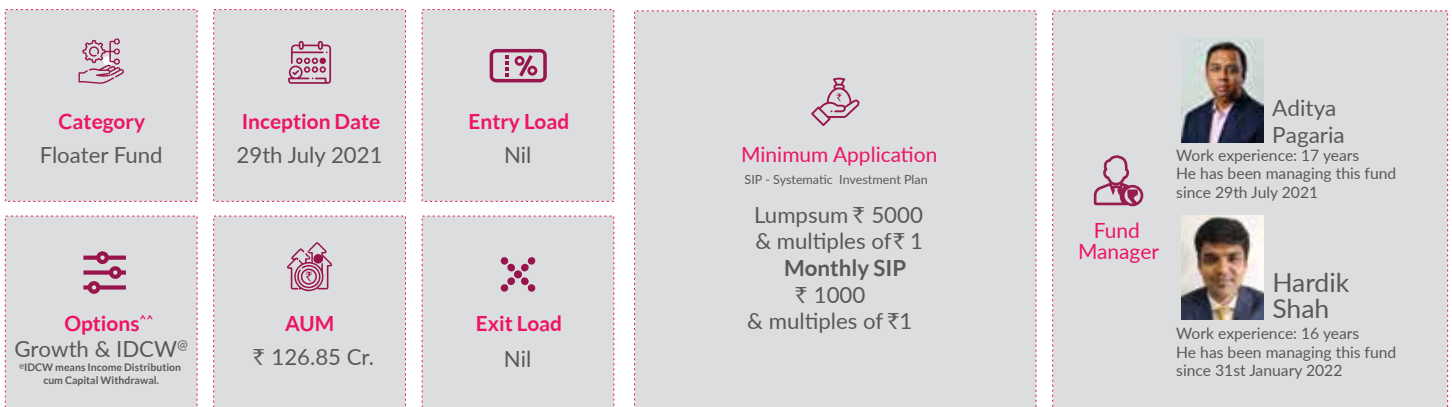 Category
Floater Fund
Inception Date
29th July 2021
%
Entry Load
Nil
Options^^
Growth & IDCW@
@IDCW means Income Distribution
cum Capital Withdrawal.
₹
AUM
₹ 126.85 Cr.
Exit Load
Nil
₹
Minimum Application
SIP - Systematic Investment Plan
Lumpsum ₹ 5000
& multiples of ₹ 1
Monthly SIP
₹ 1000
& multiples of ₹1
₹
Fund
Manager
Aditya
Pagaria
Work experience: 17 years
He has been managing this fund
since 29th July 2021
Hardik
Shah
Work experience: 16 years
He has been managing this fund
since 31st January 2022